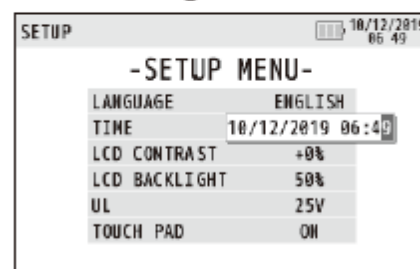 SETUP 10/12/2019
06 49
-SETUP MENU-
LANGUAGE ENGLISH
TIME 10/12/2019 06:49
LCD CONTRAST +0%
LCD BACKLIGHT 50%
UL 25V
TOUCH PAD ON